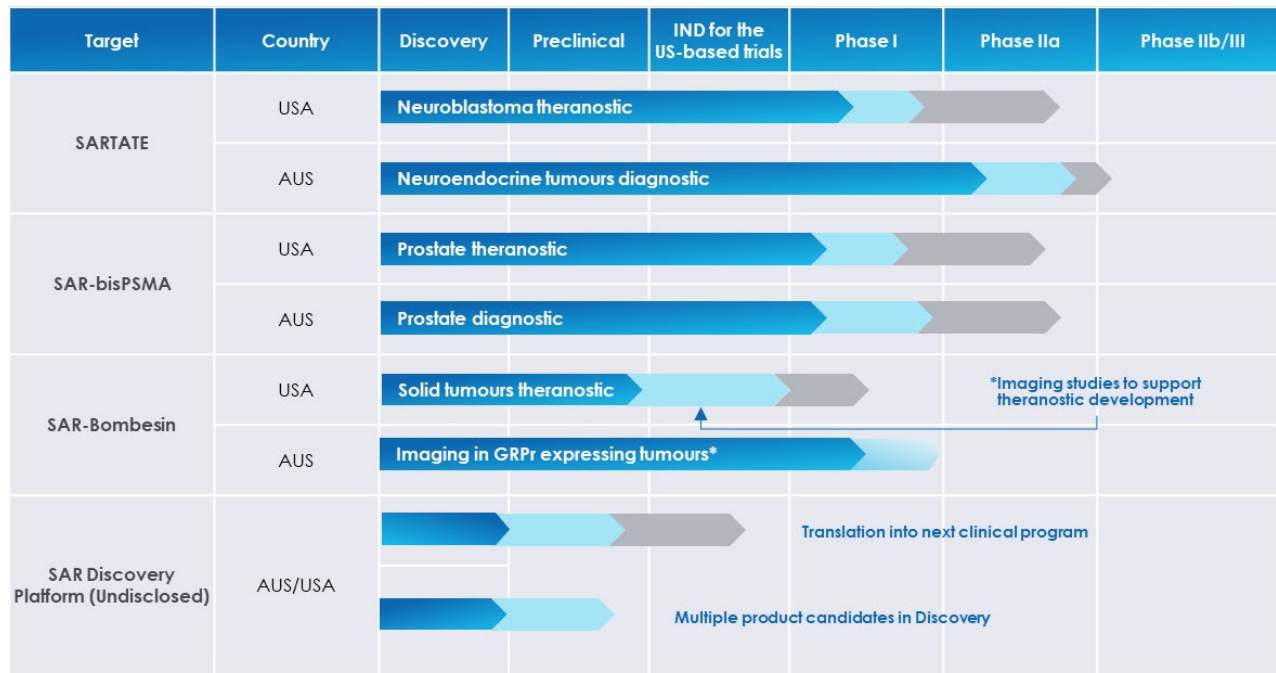 Target
Country
Discovery
Preclinical
IND for the
US-based trials
Phase I
Phase IIa
Phase IIb/III
SARTATE
USA
Neuroblastoma theranostic
AUS
Neuroendocrine tumours diagnostic
SAR-bisPSMA
USA
Prostate theranostic
AUS
Prostate diagnostic
SAR-Bombesin
USA
Solid tumours theranostic
*Imaging studies to support
theranostic development
AUS
Imaging in GRPr expressing tumours*
SAR Discovery
Platform (Undisclosed)
AUS/USA
Translation into next clinical program
Multiple product candidates in Discovery